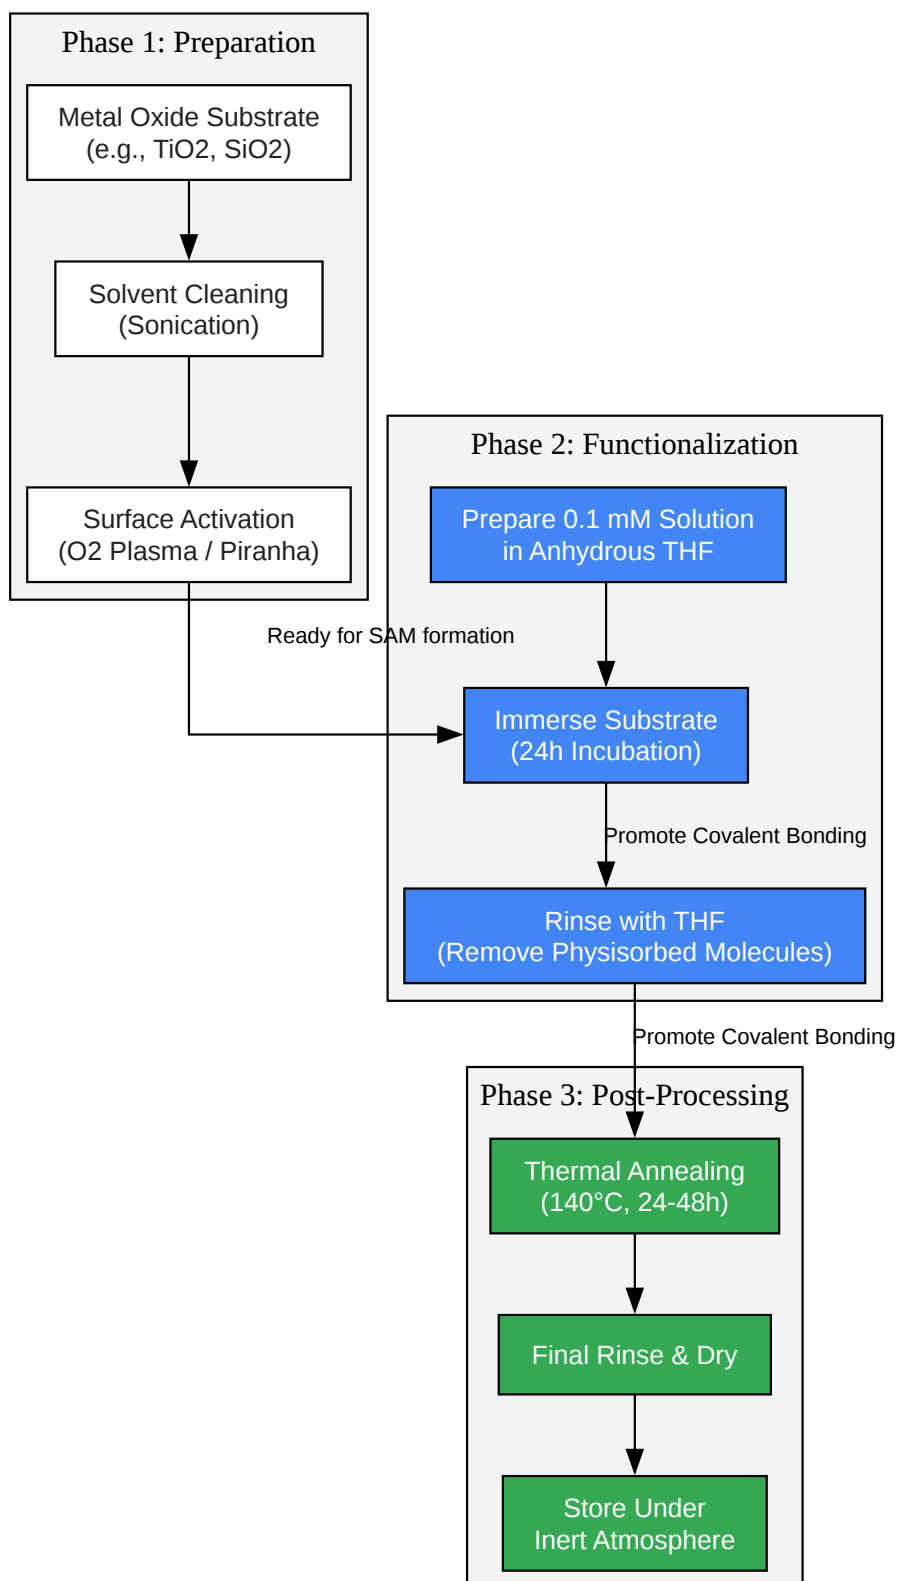 Phase 1: Preparation
Metal Oxide Substrate
(e.g., TiO2, SiO2)
Solvent Cleaning
(Sonication)
Surface Activation
(O2 Plasma / Piranha)
Ready for SAM formation
Phase 2: Functionalization
Prepare 0.1 mM Solution
in Anhydrous THF
Immerse Substrate
(24h Incubation)
Promote Covalent Bonding
Rinse with THF
(Remove Physisorbed Molecules)
Promote Covalent Bonding
Phase 3: Post-Processing
Thermal Annealing
(140°C, 24-48h)
Final Rinse & Dry
Store Under
Inert Atmosphere